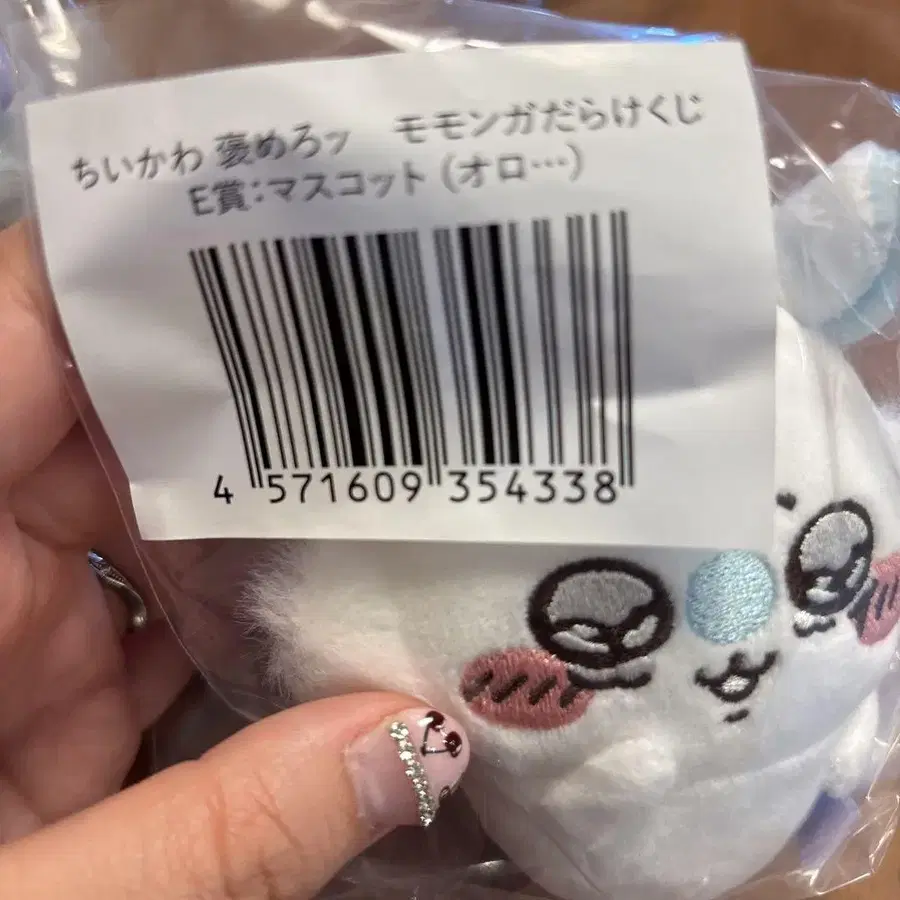 ちいかわ 褒めろッ　モモンガだらけくじ
E賞:マスコット (オロ…)
4 571609 354338